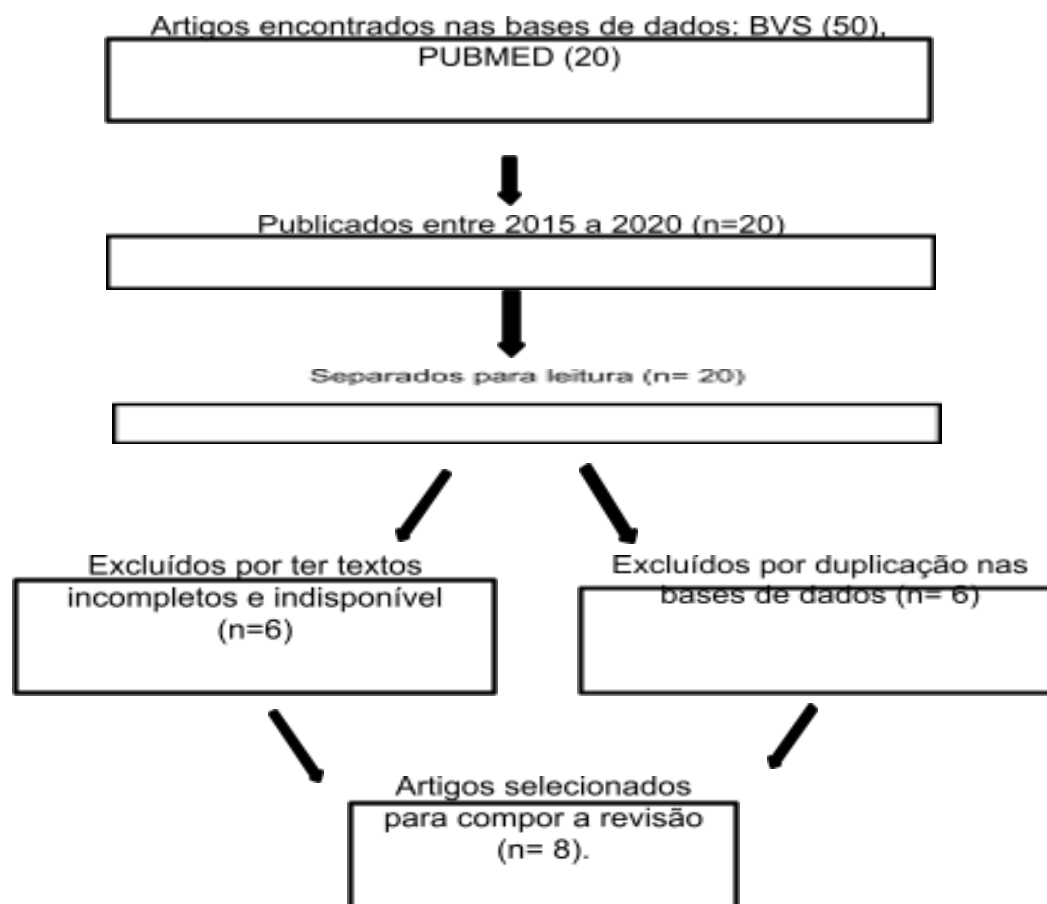 Artigos encontrados nas bases de dados: BVS (50),
PUBMED (20)
Publicados entre 2015 a 2020 (n=20)
Separados para leitura (n= 20)
Excluídos por ter textos
incompletos e indisponível
(n=6)
Excluídos por duplicação nas
bases de dados (n= 6)
Artigos selecionados
para compor a revisão
(n= 8).